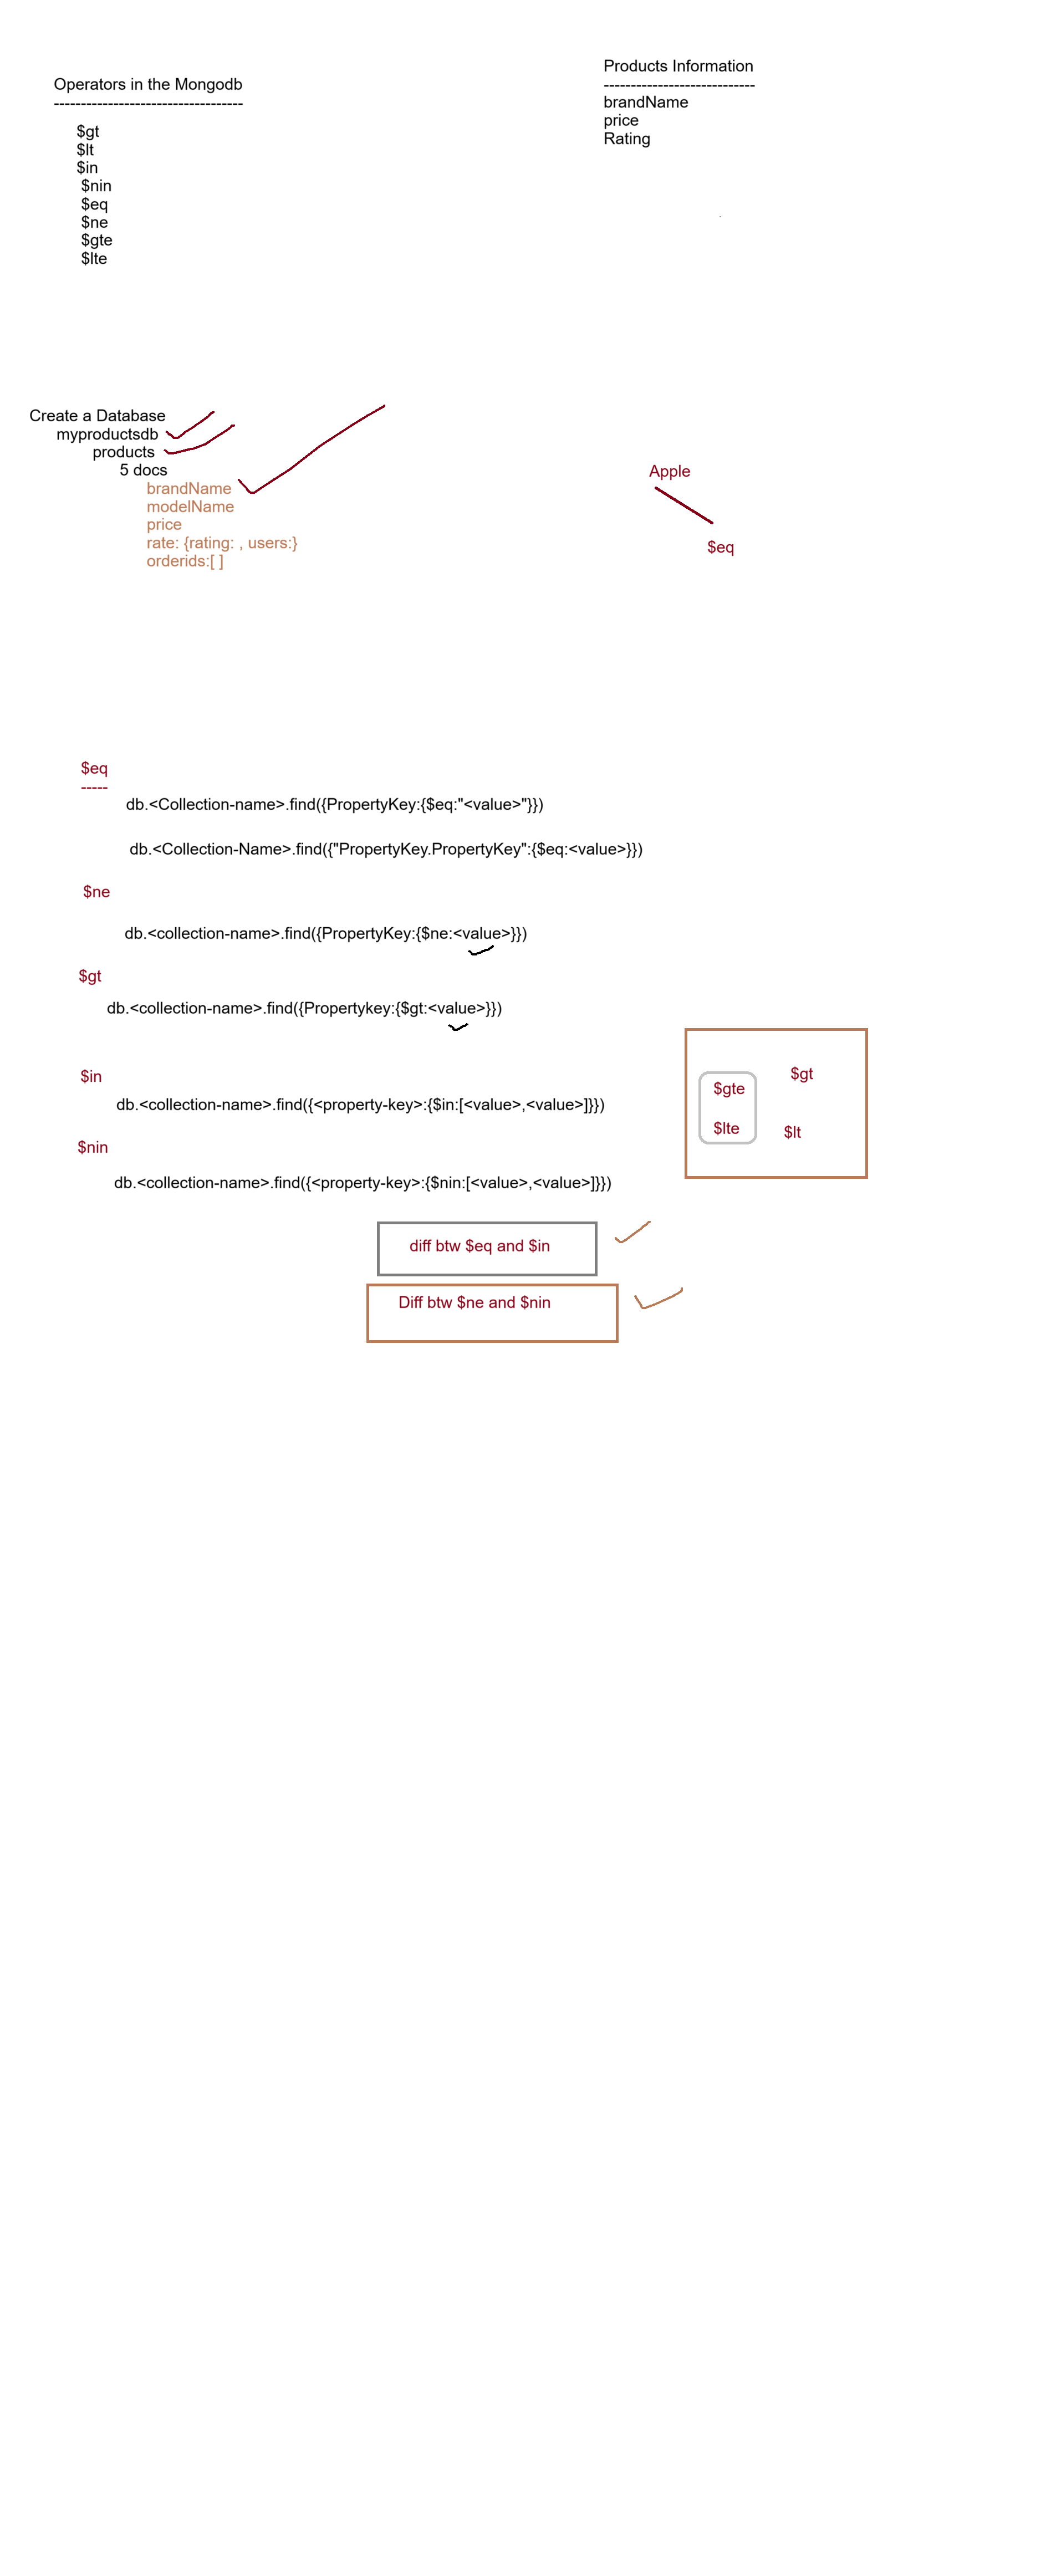 Operators in the Mongodb
-----------------------------------
$gt
$lt
$in
$nin
$eq
$ne
$gte
$lte
Products Information
----------------------------
brandName
price
Rating
Create a Database
myproductsdb
products
5 docs
brandName
modelName
price
rate: {rating: , users:}
orderids:[ ]
Apple
$eq
$eq
-----
db.<Collection-name>.find({PropertyKey:{$eq:"<value>"}})
db.<Collection-Name>.find({"PropertyKey.PropertyKey":{$eq:<value>}})
$ne
db.<collection-name>.find({PropertyKey:{$ne:<value>}})
$gt
db.<collection-name>.find({Propertykey:{$gt:<value>}})
$in
db.<collection-name>.find({<property-key>:{$in:[<value>,<value>]}})
$nin
db.<collection-name>.find({<property-key>:{$nin:[<value>,<value>]}})
$gte
$gt
$lte
$lt
diff btw $eq and $in
Diff btw $ne and $nin